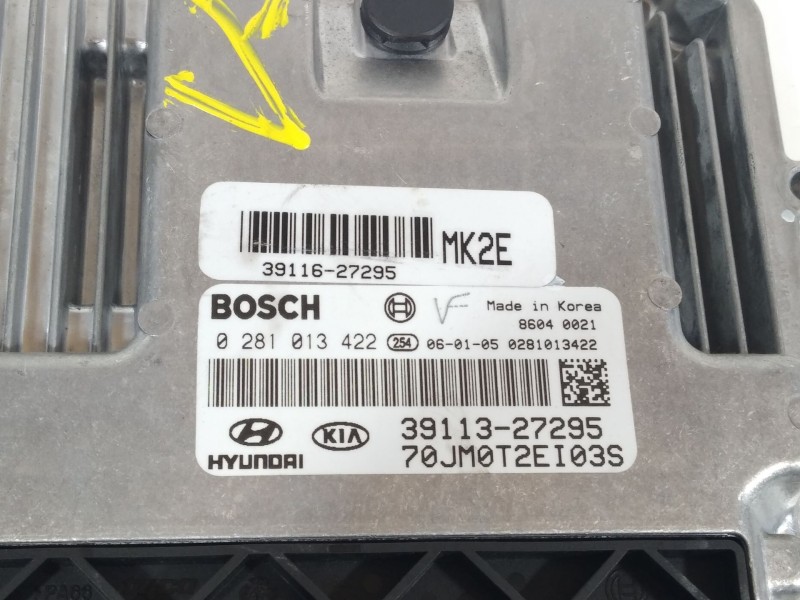 MK2E
39116-27295
BOSCH
Made in Korea
8604 0021
0 281 013 422 254 06-01-05 0281013422
KIA 39113-27295
HYUNDAI 70JM0T2EI03S